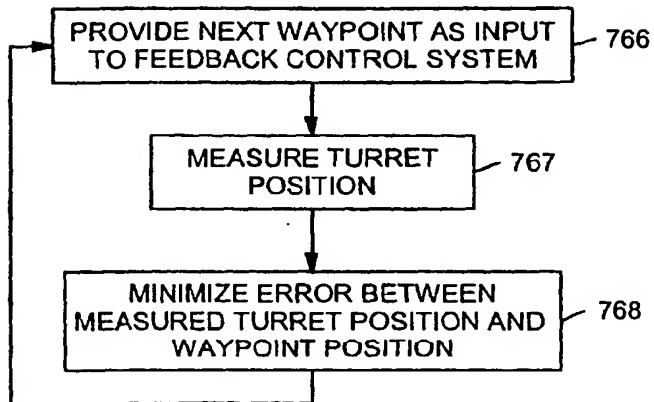 PROVIDE NEXT WAYPOINT AS INPUT
TO FEEDBACK CONTROL SYSTEM
766
MEASURE TURRET
POSITION
767
MINIMIZE ERROR BETWEEN
MEASURED TURRET POSITION AND
WAYPOINT POSITION
768